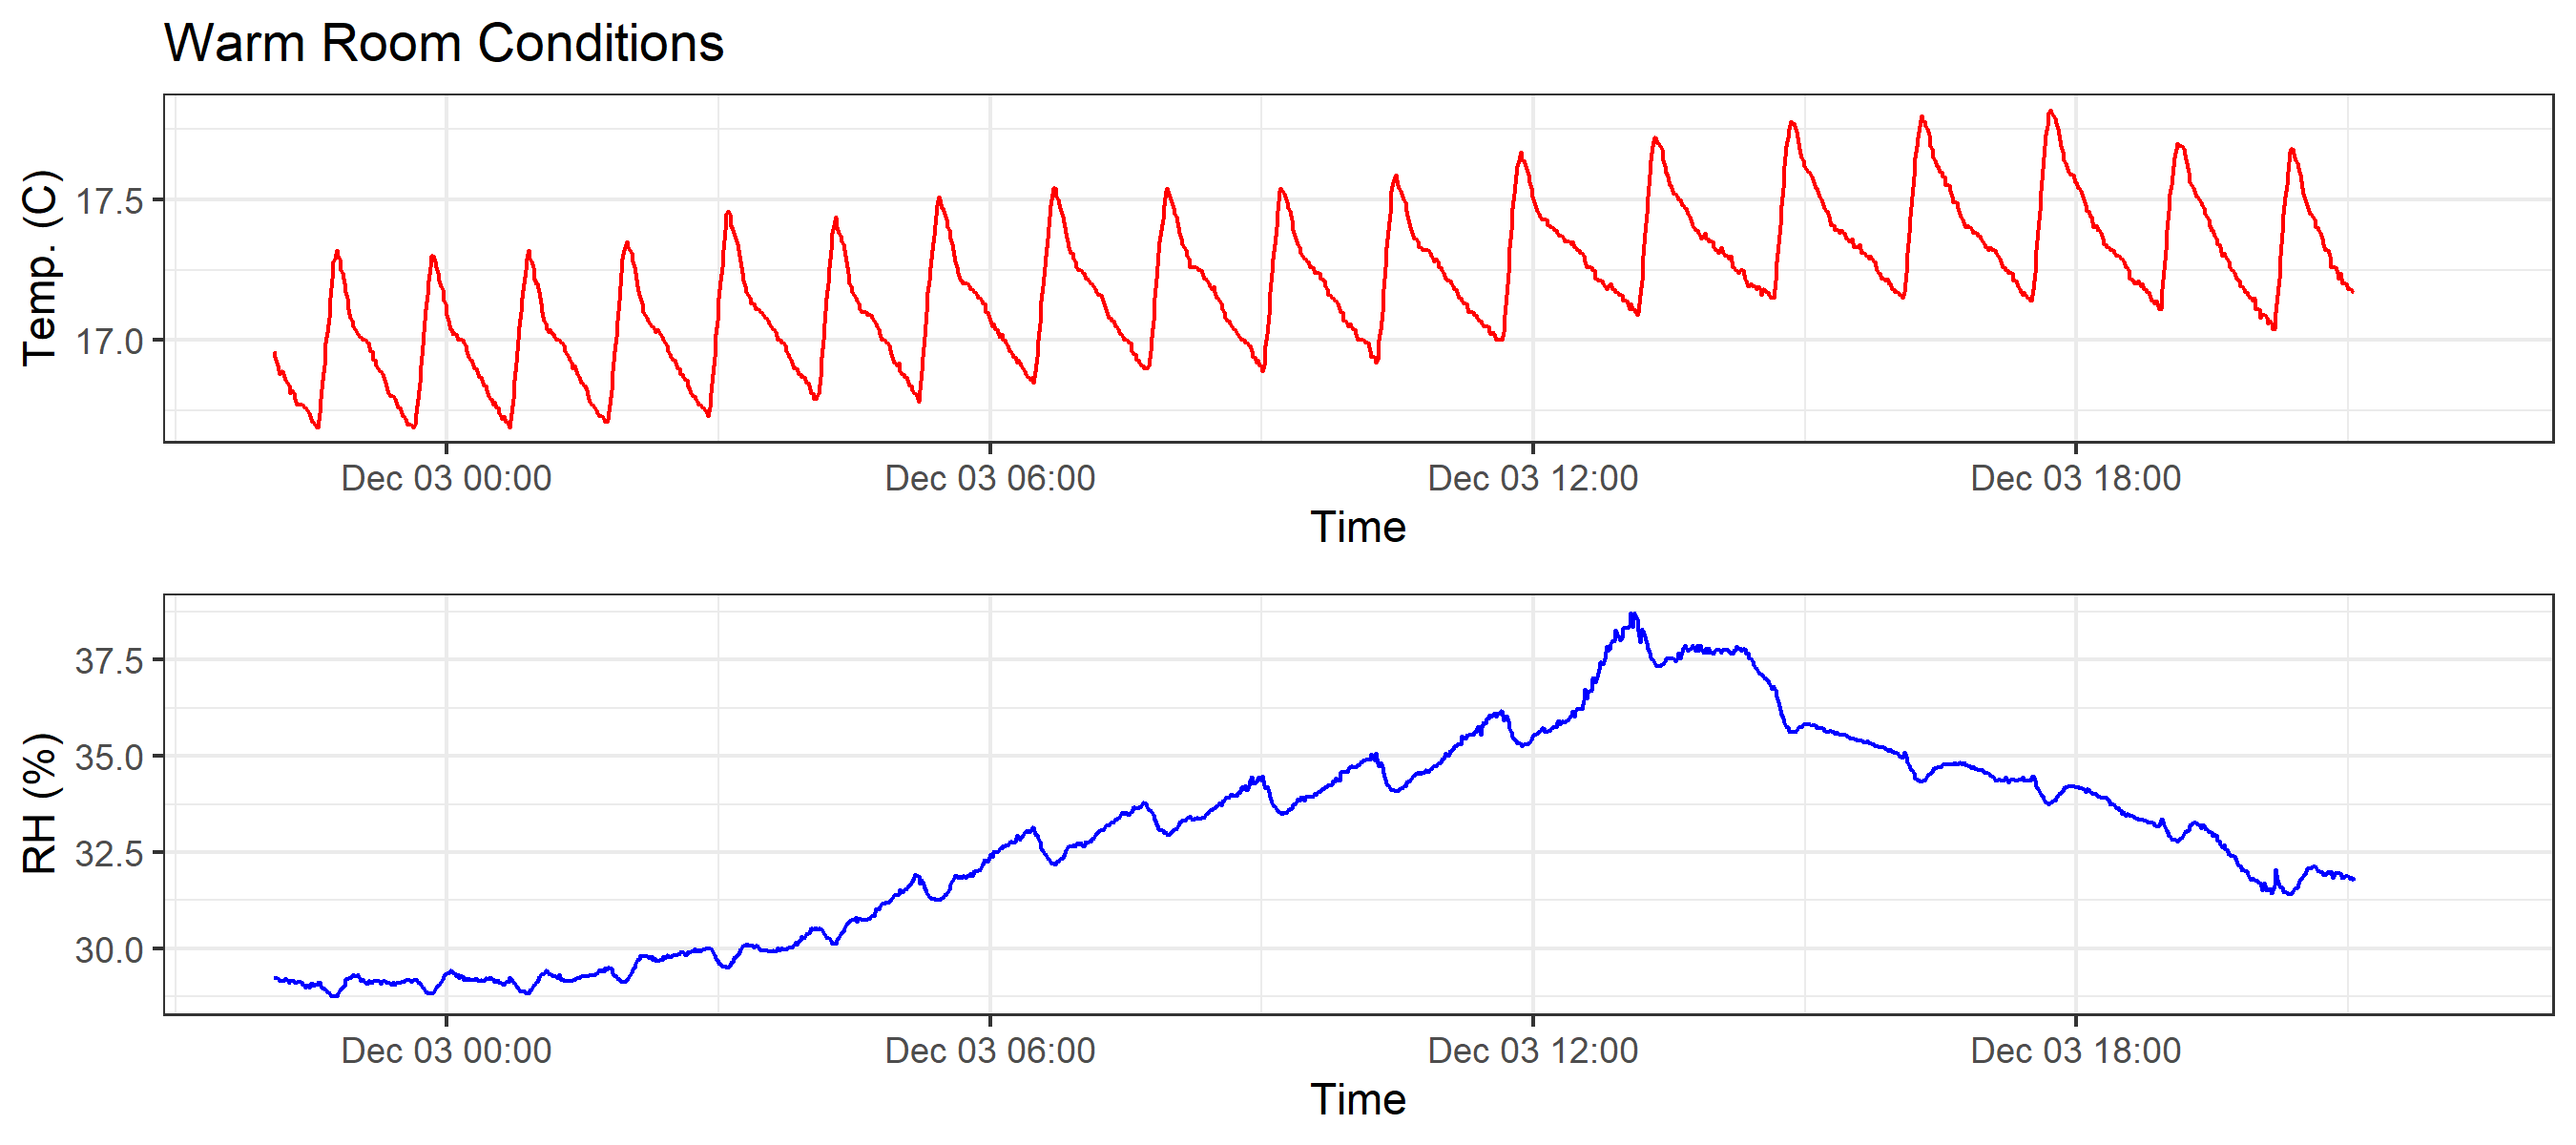 Warm Room Conditions
Temp. (C)
17.5
17.0
Dec 03 00:00 Dec 03 06:00 Dec 03 12:00 Dec 03 18:00
Time
RH (%)
37.5
35.0
32.5
30.0
Dec 03 00:00 Dec 03 06:00 Dec 03 12:00 Dec 03 18:00
Time